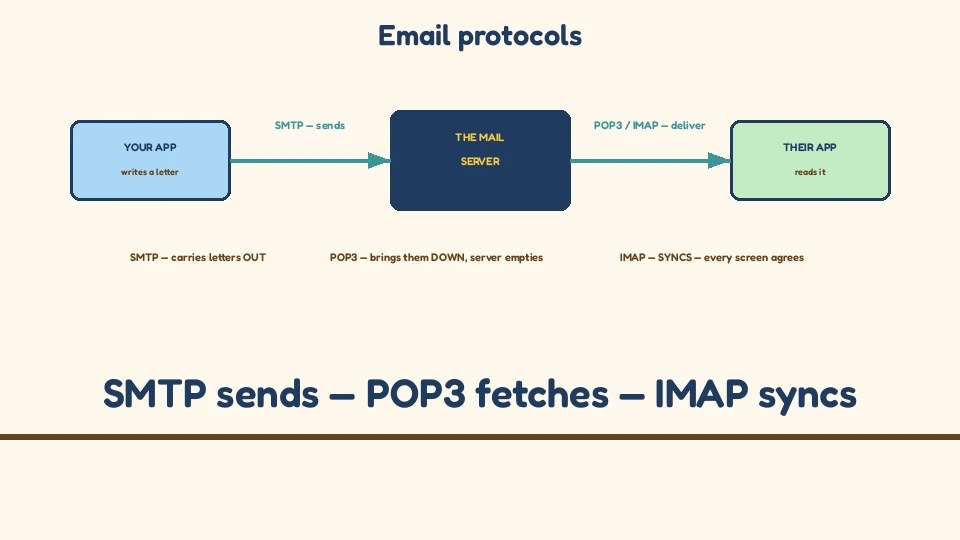 Email protocols
SMTP — sends
POP3 / IMAP — deliver
YOUR APP
writes a letter
THE MAIL
SERVER
THEIR APP
reads it
SMTP — carries letters OUT
POP3 — brings them DOWN, server empties
IMAP — SYNCS — every screen agrees
SMTP sends — POP3 fetches — IMAP syncs